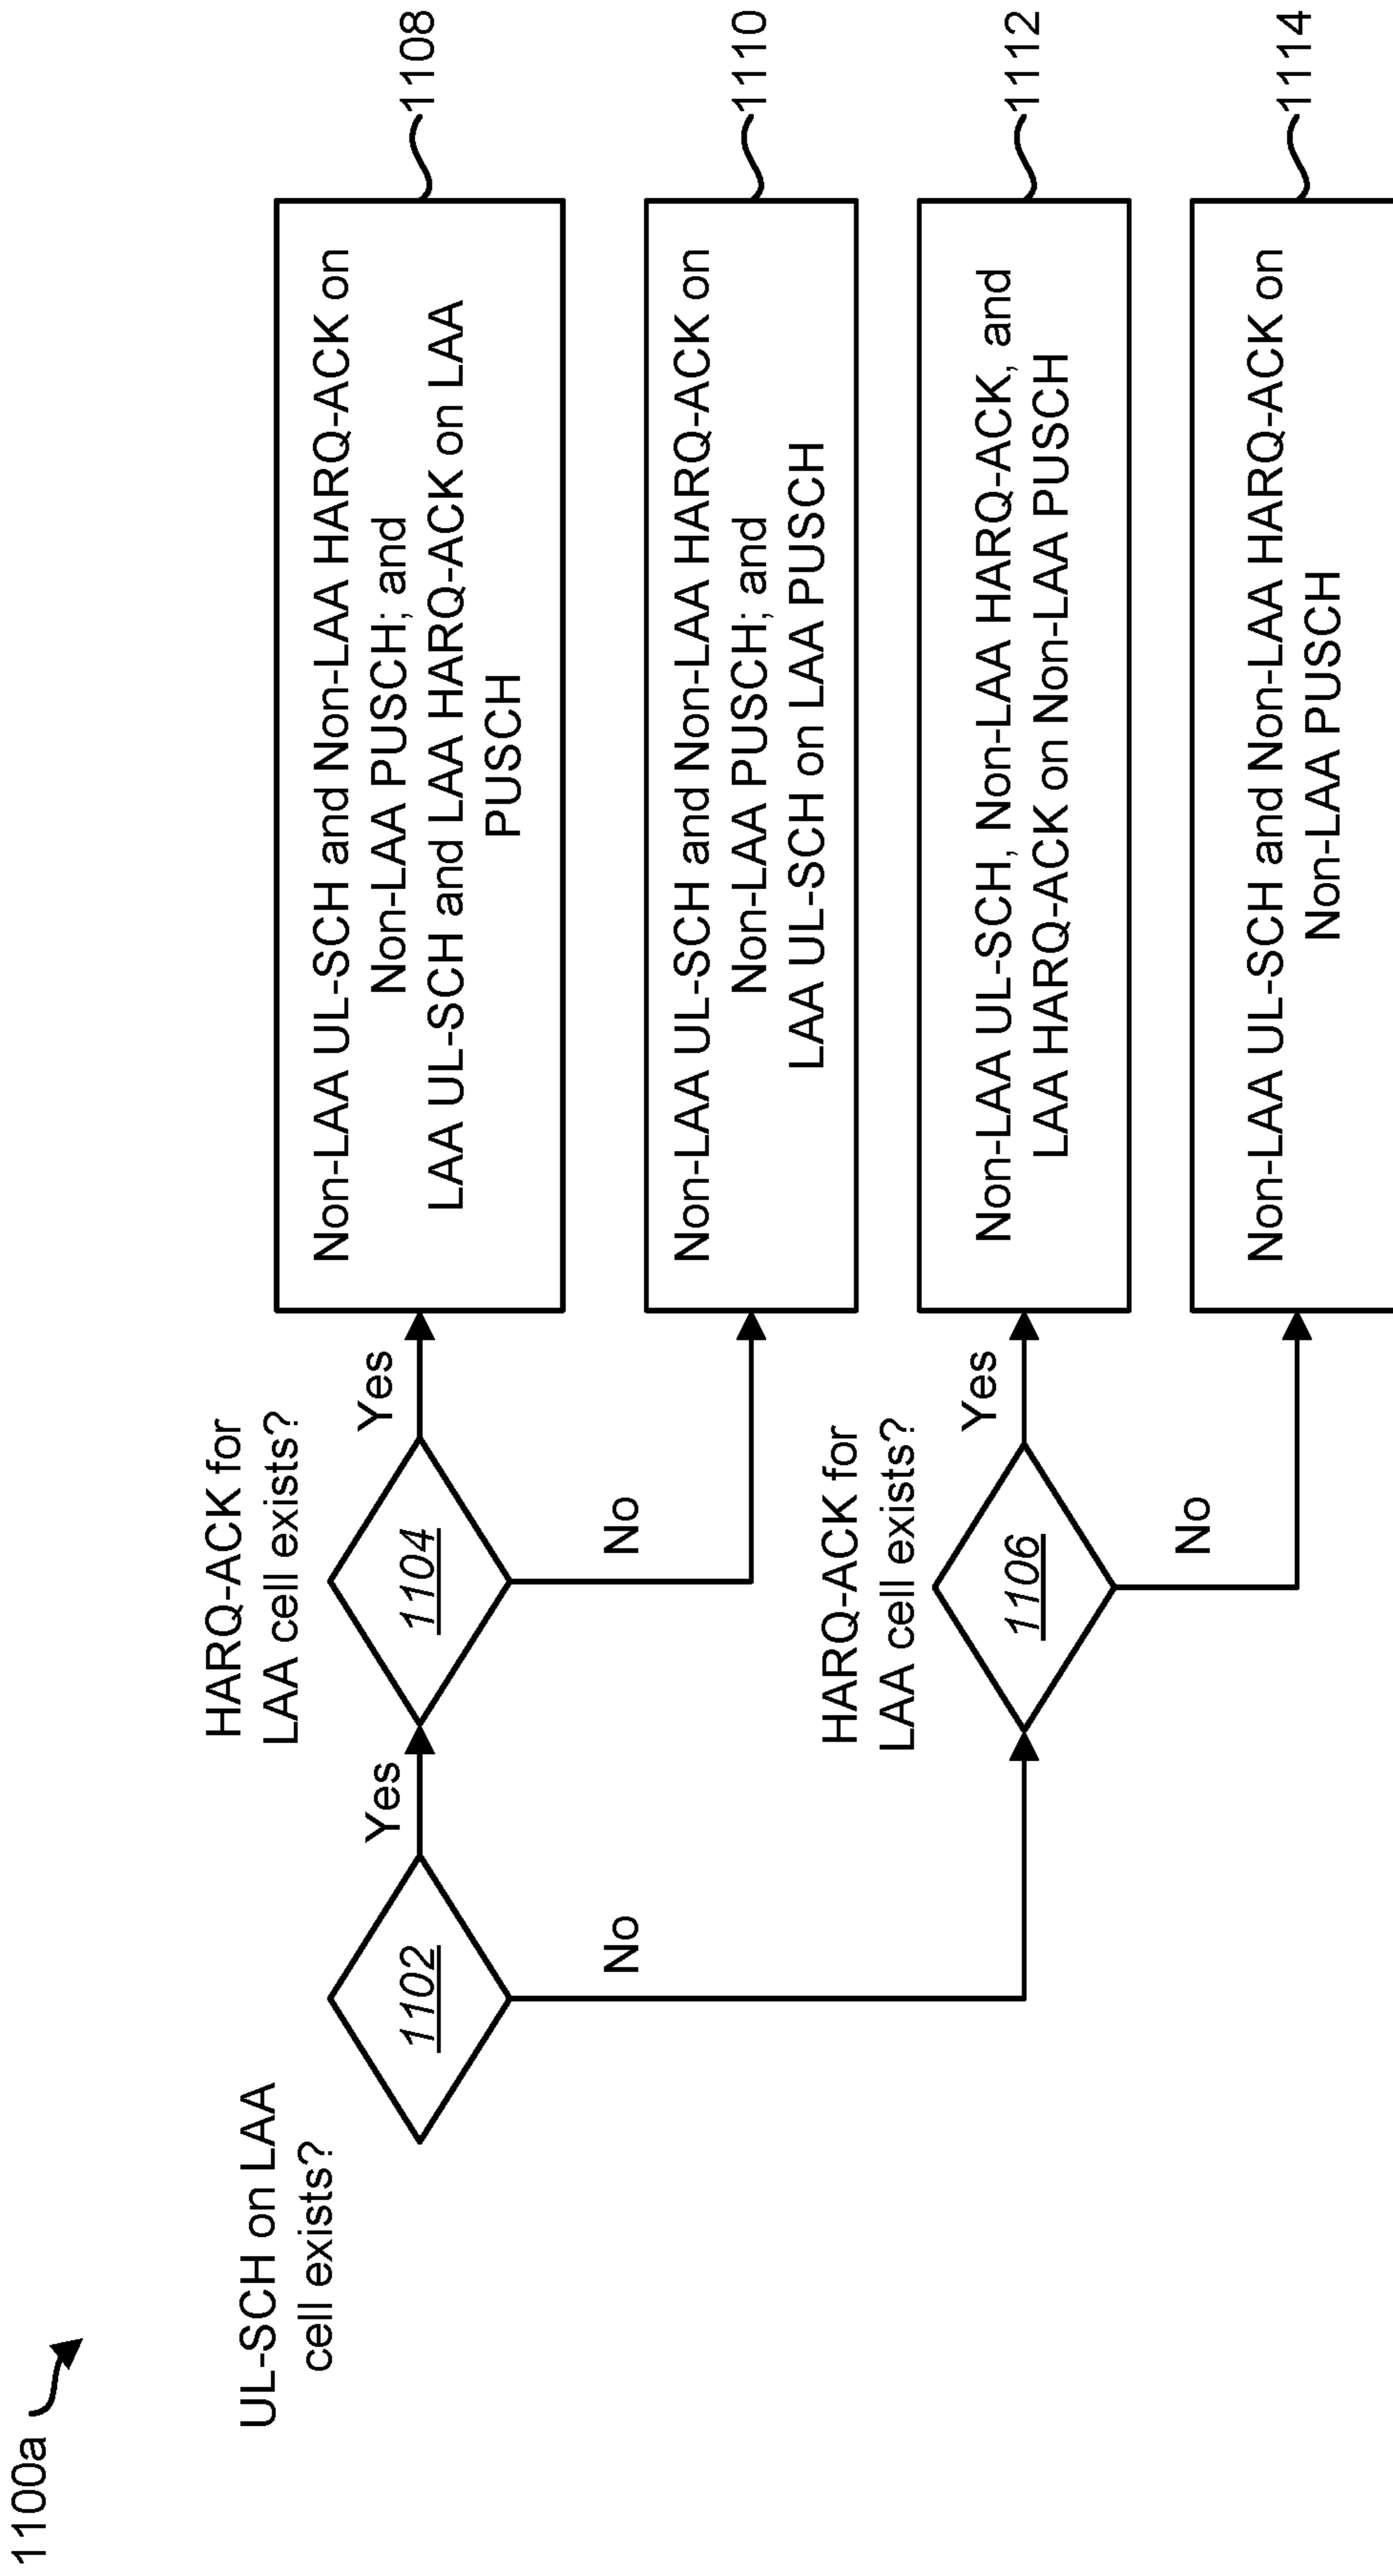 1100a
UL-SCH on LAA
cell exists?
1102
Yes
No
HARQ-ACK for
LAA cell exists?
1104
Yes
No
Non-LAA UL-SCH and Non-LAA HARQ-ACK on
Non-LAA PUSCH; and
LAA UL-SCH and LAA HARQ-ACK on LAA
PUSCH
1108
Non-LAA UL-SCH and Non-LAA HARQ-ACK on
Non-LAA PUSCH; and
LAA UL-SCH on LAA PUSCH
1110
HARQ-ACK for
LAA cell exists?
1106
Yes
No
Non-LAA UL-SCH, Non-LAA HARQ-ACK, and
LAA HARQ-ACK on Non-LAA PUSCH
1112
Non-LAA UL-SCH and Non-LAA HARQ-ACK on
Non-LAA PUSCH
1114